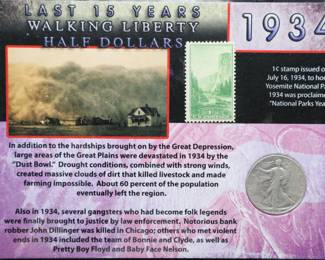 LAST 15 YEARS
WALKING LIBERTY
HALF DOLLARS
1934
1¢ stamp issued o
July 16, 1934, to ho
Yosemite National P
1934 was proclaime
"National Parks Yea
In addition to the hardships brought on by the Great Depression,
large areas of the Great Plains were devastated in 1934 by the
"Dust Bowl." Drought conditions, combined with strong winds,
created massive clouds of dirt that killed livestock and made
farming impossible. About 60 percent of the population
eventually left the region.
Also in 1934, several gangsters who had become folk legends
were finally brought to justice by law enforcement. Notorious bank
robber John Dillinger was killed in Chicago; others who met violent
ends in 1934 included the team of Bonnie and Clyde, as well as
Pretty Boy Floyd and Baby Face Nelson.